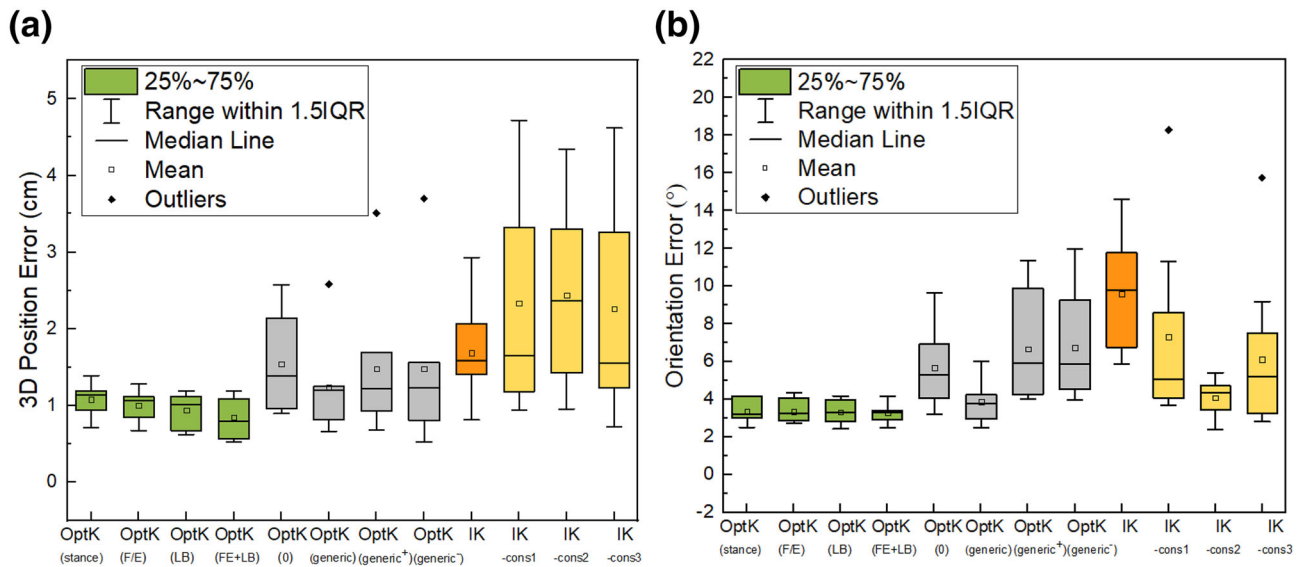 (a)
5
4
3
2
1
0
3D Position Error (cm)
25%~75%
Range within 1.5IQR
Median Line
Mean
Outliers
OptK OptK OptK OptK OptK OptK OptK OptK IK IK IK IK
(stance) (F/E) (LB) (FE+LB) (0) (generic) (generic⁺) (generic⁻) -cons1 -cons2 -cons3
(b)
22
20
18
16
14
12
10
8
6
4
2
0
-2
Orientation Error (°)
25%~75%
Range within 1.5IQR
Median Line
Mean
Outliers
OptK OptK OptK OptK OptK OptK OptK OptK IK IK IK IK
(stance) (F/E) (LB) (FE+LB) (0) (generic) (generic⁺) (generic⁻) -cons1 -cons2 -cons3